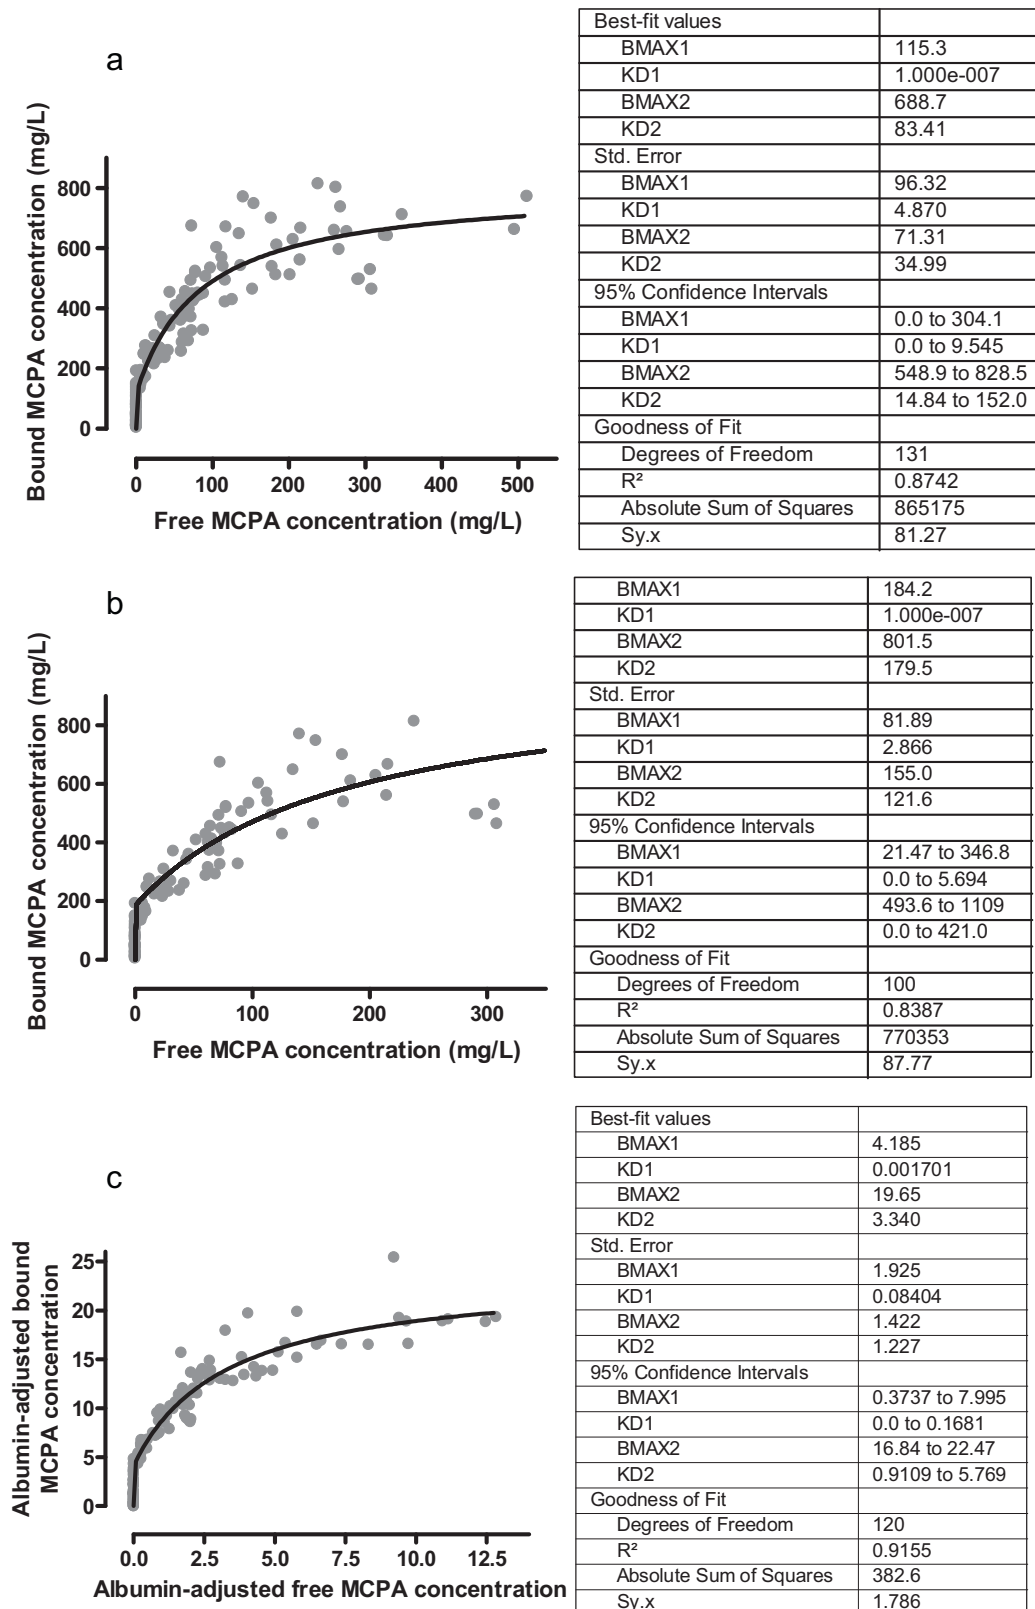 a
Bound MCPA concentration (mg/L)
800
600
400
200
0
0 100 200 300 400 500
Free MCPA concentration (mg/L)
Best-fit values
BMAX1 115.3
KD1 1.000e-007
BMAX2 688.7
KD2 83.41
Std. Error
BMAX1 96.32
KD1 4.870
BMAX2 71.31
KD2 34.99
95% Confidence Intervals
BMAX1 0.0 to 304.1
KD1 0.0 to 9.545
BMAX2 548.9 to 828.5
KD2 14.84 to 152.0
Goodness of Fit
Degrees of Freedom 131
R² 0.8742
Absolute Sum of Squares 865175
Sy.x 81.27
b
Bound MCPA concentration (mg/L)
800
600
400
200
0
0 100 200 300
Free MCPA concentration (mg/L)
BMAX1 184.2
KD1 1.000e-007
BMAX2 801.5
KD2 179.5
Std. Error
BMAX1 81.89
KD1 2.866
BMAX2 155.0
KD2 121.6
95% Confidence Intervals
BMAX1 21.47 to 346.8
KD1 0.0 to 5.694
BMAX2 493.6 to 1109
KD2 0.0 to 421.0
Goodness of Fit
Degrees of Freedom 100
R² 0.8387
Absolute Sum of Squares 770353
Sy.x 87.77
c
Albumin-adjusted bound
MCPA concentration
25
20
15
10
5
0
0.0 2.5 5.0 7.5 10.0 12.5
Albumin-adjusted free MCPA concentration
Best-fit values
BMAX1 4.185
KD1 0.001701
BMAX2 19.65
KD2 3.340
Std. Error
BMAX1 1.925
KD1 0.08404
BMAX2 1.422
KD2 1.227
95% Confidence Intervals
BMAX1 0.3737 to 7.995
KD1 0.0 to 0.1681
BMAX2 16.84 to 22.47
KD2 0.9109 to 5.769
Goodness of Fit
Degrees of Freedom 120
R² 0.9155
Absolute Sum of Squares 382.6
Sy.x 1.786